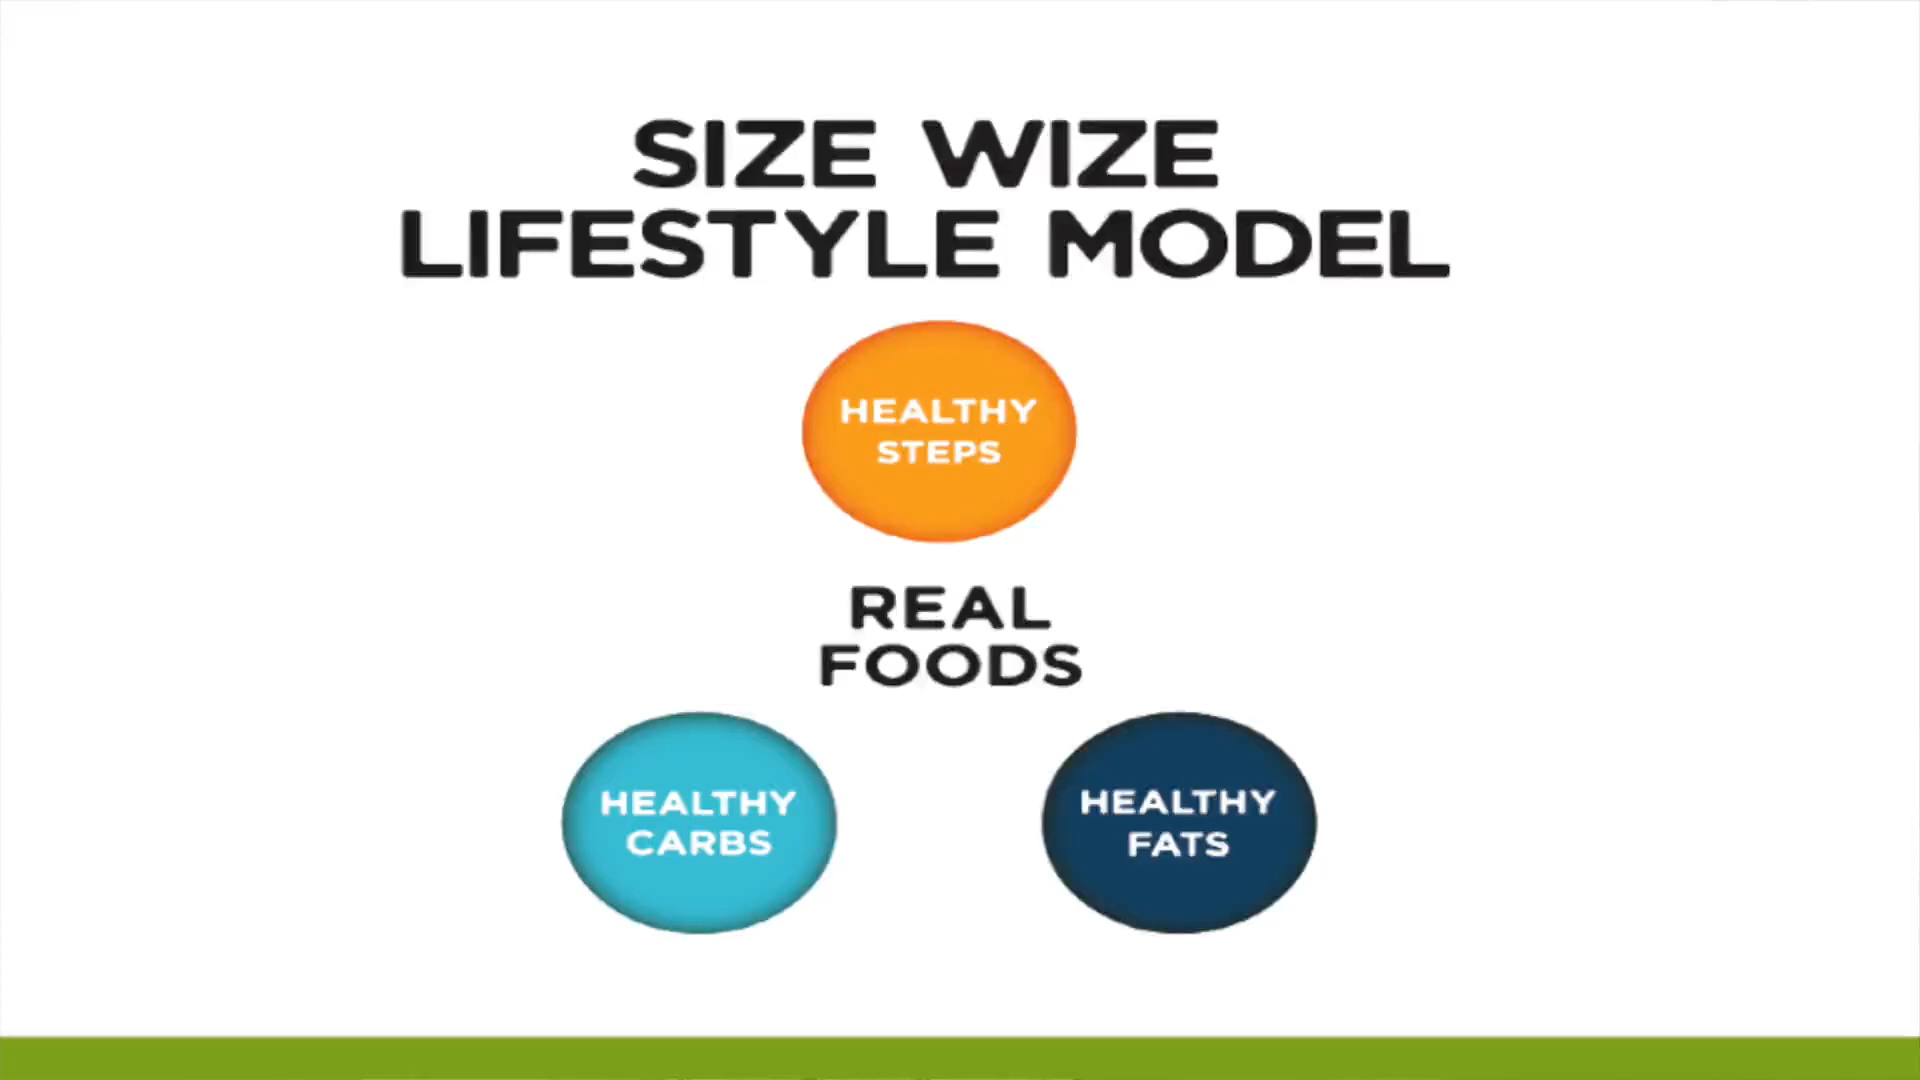 SIZE WIZE
LIFESTYLE MODEL
HEALTHY
STEPS
REAL
FOODS
HEALTHY
CARBS
HEALTHY
FATS